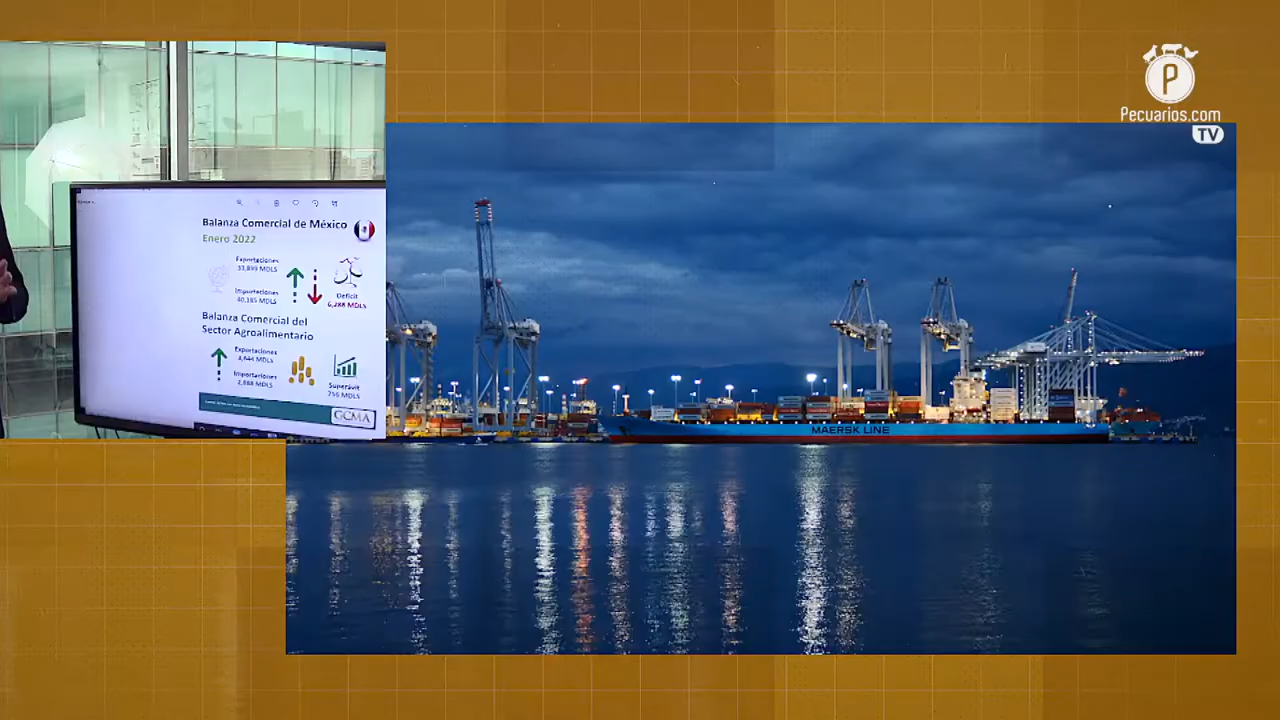 P
Pecuarios.com
TV
Balanza Comercial de México
Enero 2022
Exportaciones
33,899 MDLS
Importaciones
40,185 MDLS
Déficit
6,288 MDLS
Balanza Comercial del
Sector Agroalimentario
Exportaciones
3,644 MDLS
Importaciones
2,888 MDLS
Superávit
756 MDLS
GCMA
MAERSK LINE